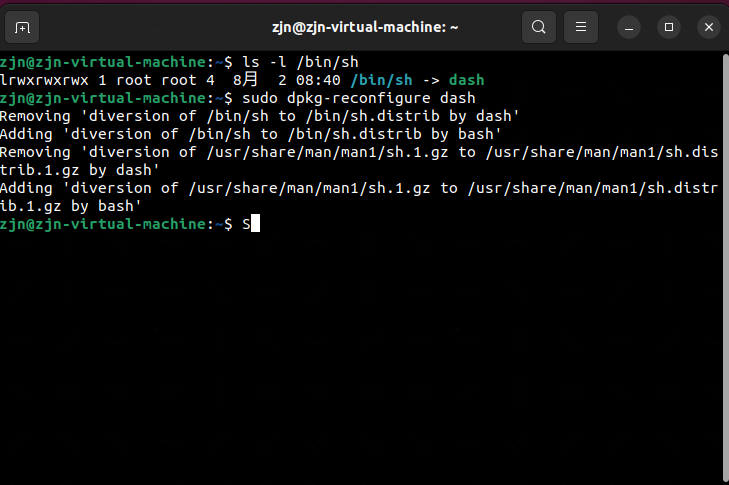 zjn@zjn-virtual-machine: ~
zjn@zjn-virtual-machine:~$ ls -l /bin/sh
lrwxrwxrwx 1 root root 4  8月  2 08:40 /bin/sh -> dash
zjn@zjn-virtual-machine:~$ sudo dpkg-reconfigure dash
Removing 'diversion of /bin/sh to /bin/sh.distrib by dash'
Adding 'diversion of /bin/sh to /bin/sh.distrib by bash'
Removing 'diversion of /usr/share/man/man1/sh.1.gz to /usr/share/man/man1/sh.dis
trib.1.gz by dash'
Adding 'diversion of /usr/share/man/man1/sh.1.gz to /usr/share/man/man1/sh.distr
ib.1.gz by bash'
zjn@zjn-virtual-machine:~$ S